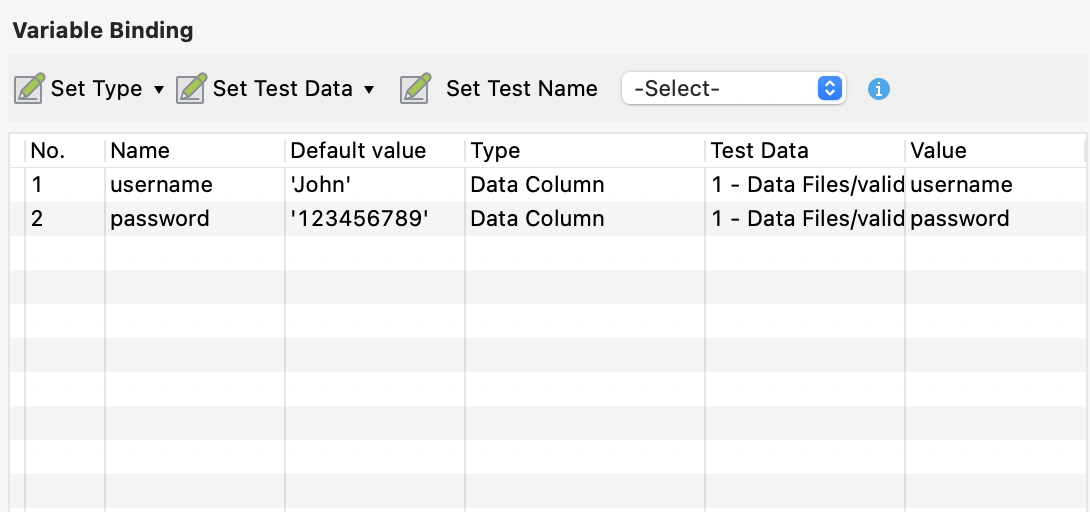 Variable Binding
Set Type Set Test Data Set Test Name -Select-
No. Name Default value Type Test Data Value
1 username 'John' Data Column 1 - Data Files/valid username
2 password '123456789' Data Column 1 - Data Files/valid password